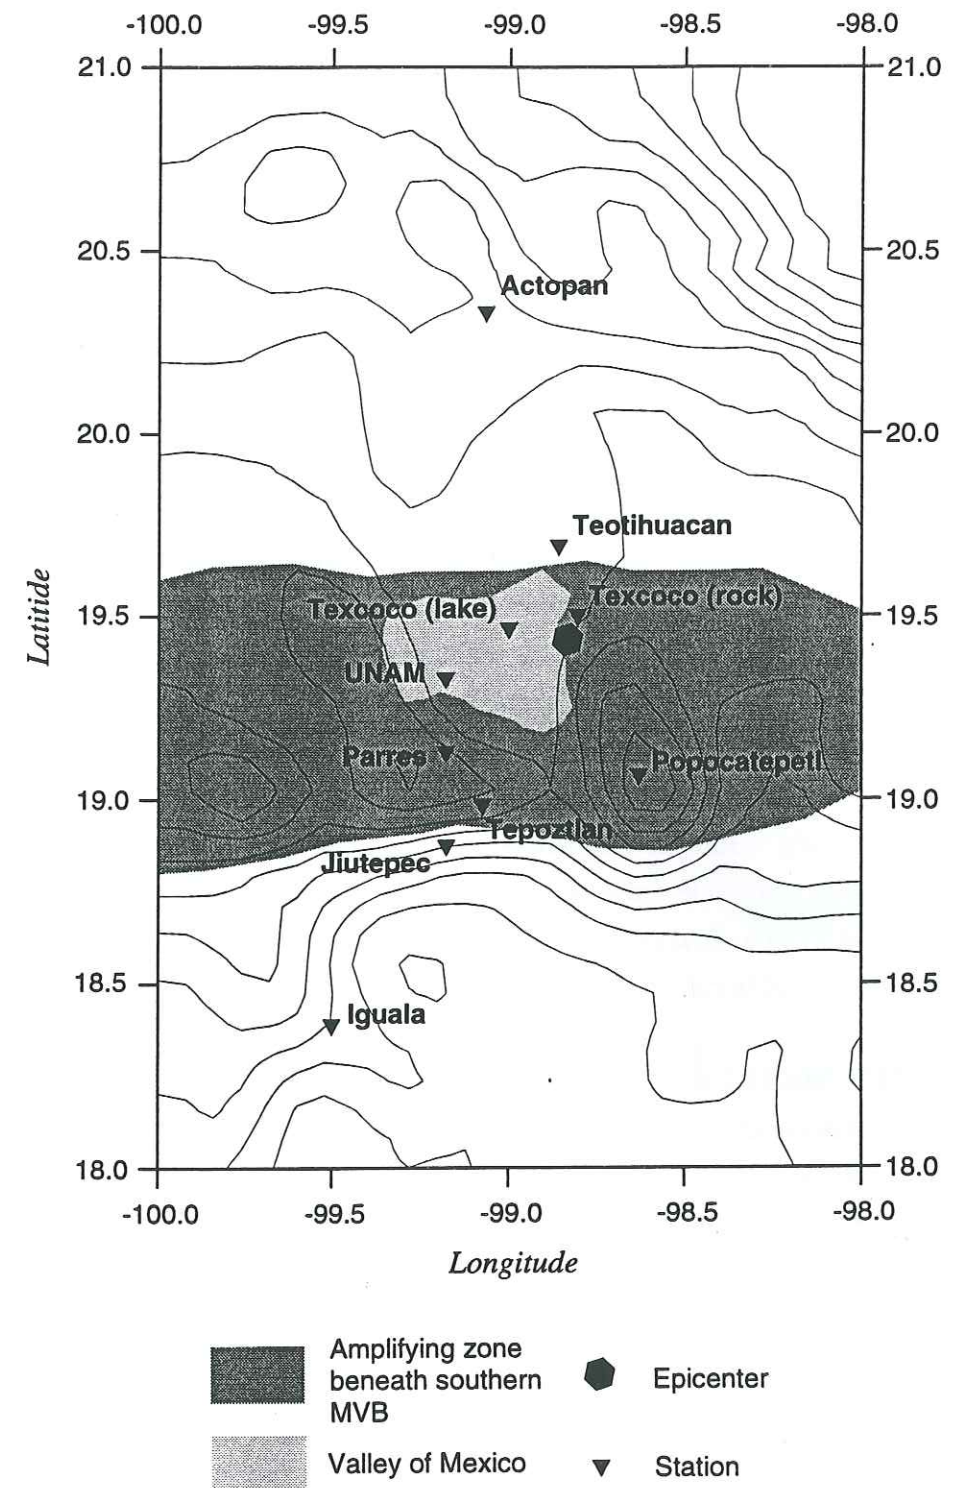 -100.0 -99.5 -99.0 -98.5 -98.0
21.0 21.0
20.5 20.5
Actopan
20.0 20.0
Teotihuacan
Latitide
19.5 Texcoco (lake) Texcoco (rock) 19.5
UNAM
Parres Popocatepetl
19.0 19.0
Tepoztlan
Jiutepec
18.5 18.5
Iguala
18.0 18.0
-100.0 -99.5 -99.0 -98.5 -98.0
Longitude
Amplifying zone
beneath southern
MVB
Epicenter
Valley of Mexico
Station